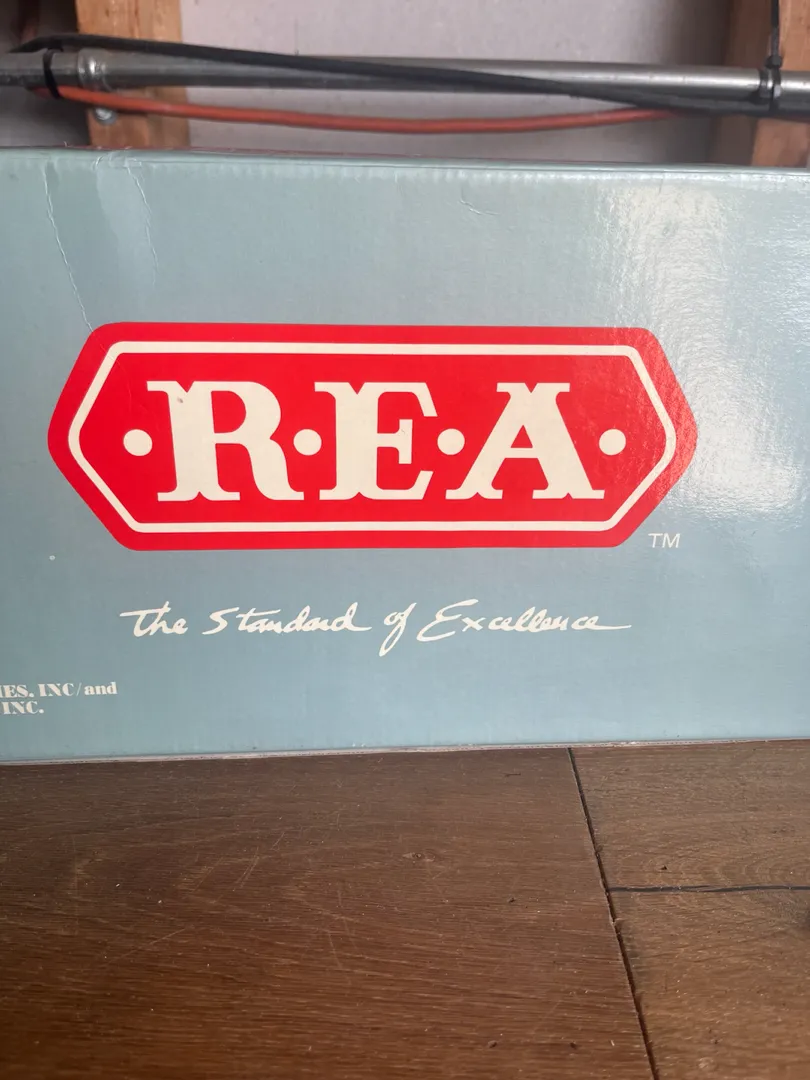 ·R·E·A·
TM
The Standard of Excellence
IES. INC/and
INC.